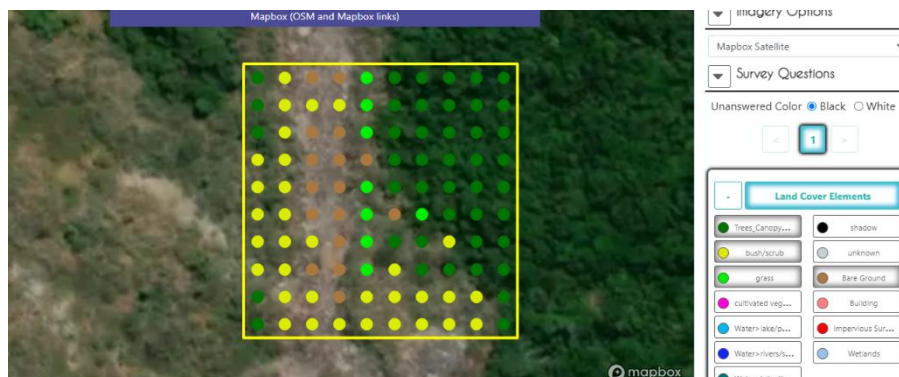 Mapbox (OSM and Mapbox links)
Imagery Options
Mapbox Satellite
Survey Questions
Unanswered Color Black White
< 1 >
- Land Cover Elements
Trees_Canopy... shadow
bush/scrub unknown
grass Bare Ground
cultivated veg... Building
Water>lake/p... Impervious Sur...
Water>rivers/s... Wetlands
mapbox